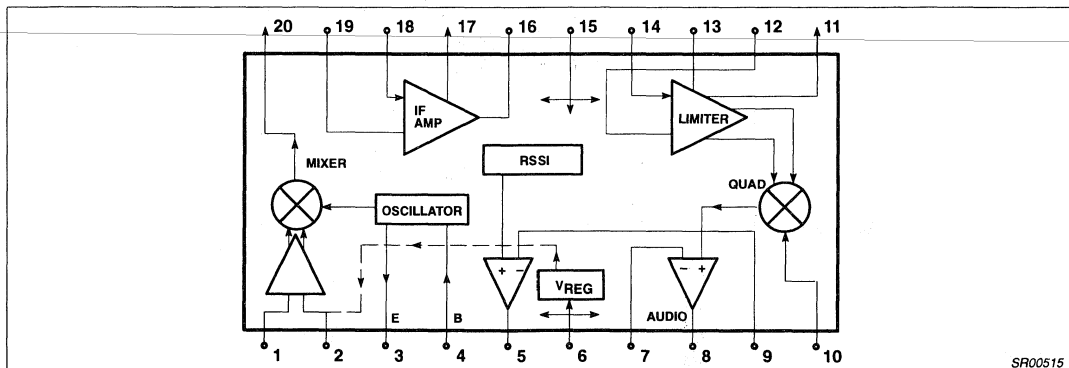 20 19 18 17 16 15 14 13 12 11
IF
AMP
LIMITER
RSSI
MIXER
QUAD
OSCILLATOR
+ −
VREG
− +
E B AUDIO
1 2 3 4 5 6 7 8 9 10
SR00515